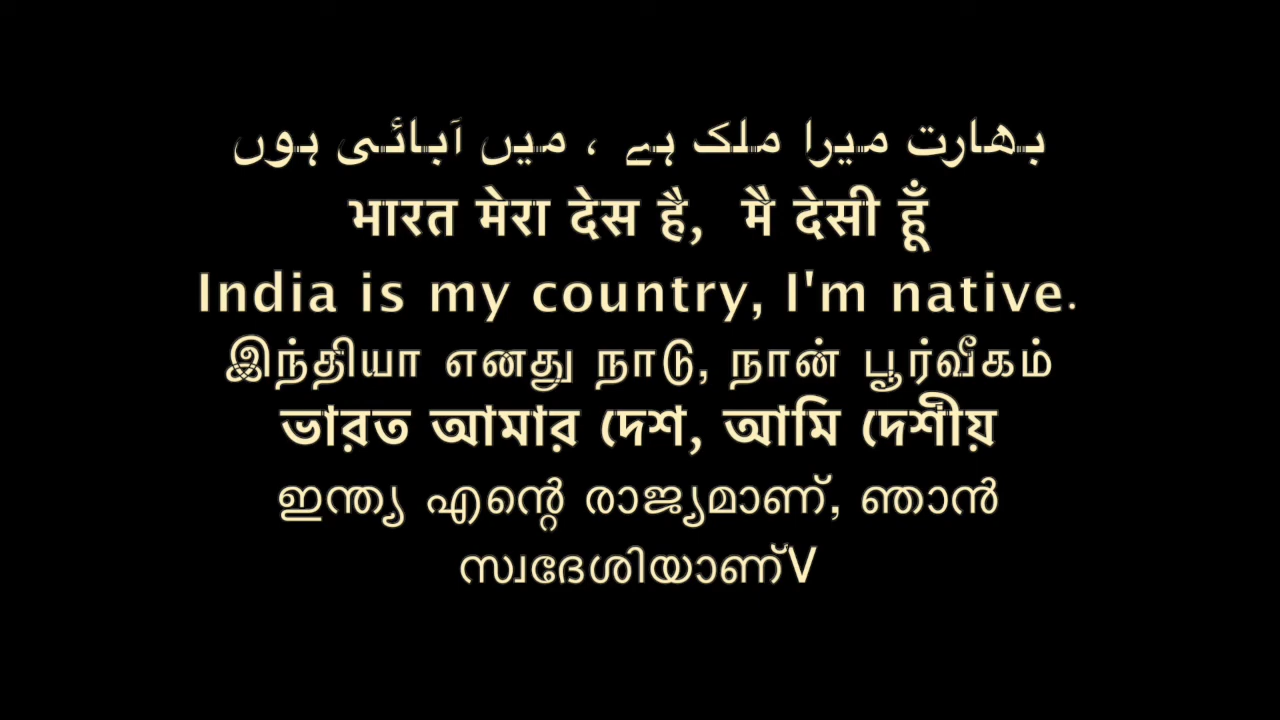 بھارت میرا ملک ہے ، میں آبائی ہوں
भारत मेरा देस है, मै देसी हूँ
India is my country, I'm native.
இந்தியா எனது நாடு, நான் பூர்வீகம்
ভারত আমার দেশ, আমি দেশীয়
ഇന്ത്യ എന്റെ രാജ്യമാണ്, ഞാൻ
സ്വദേശിയാണ്V